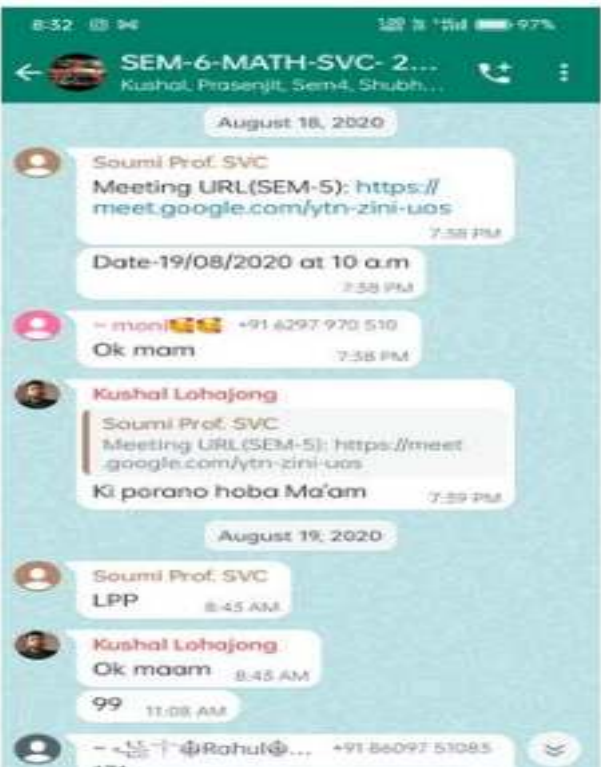 8:32
97%
SEM-6-MATH-SVC- 2...
Kushal, Prasenjit, Sem4, Shubh...
August 18, 2020
Soumi Prof. SVC
Meeting URL(SEM-5): https://
meet.google.com/ytn-zini-uos
7:58 PM
Date-19/08/2020 at 10 a.m
7:58 PM
~ moni🥰🥰 +91 6297 970 510
Ok mam
7:58 PM
Kushal Lohajong
Soumi Prof. SVC
Meeting URL(SEM-5): https://meet
.google.com/ytn-zini-uos
Ki porano hoba Ma'am
7:59 PM
August 19, 2020
Soumi Prof. SVC
LPP
8:45 AM
Kushal Lohajong
Ok maam
8:45 AM
99
11:08 AM
Rahul +91 86097 51085